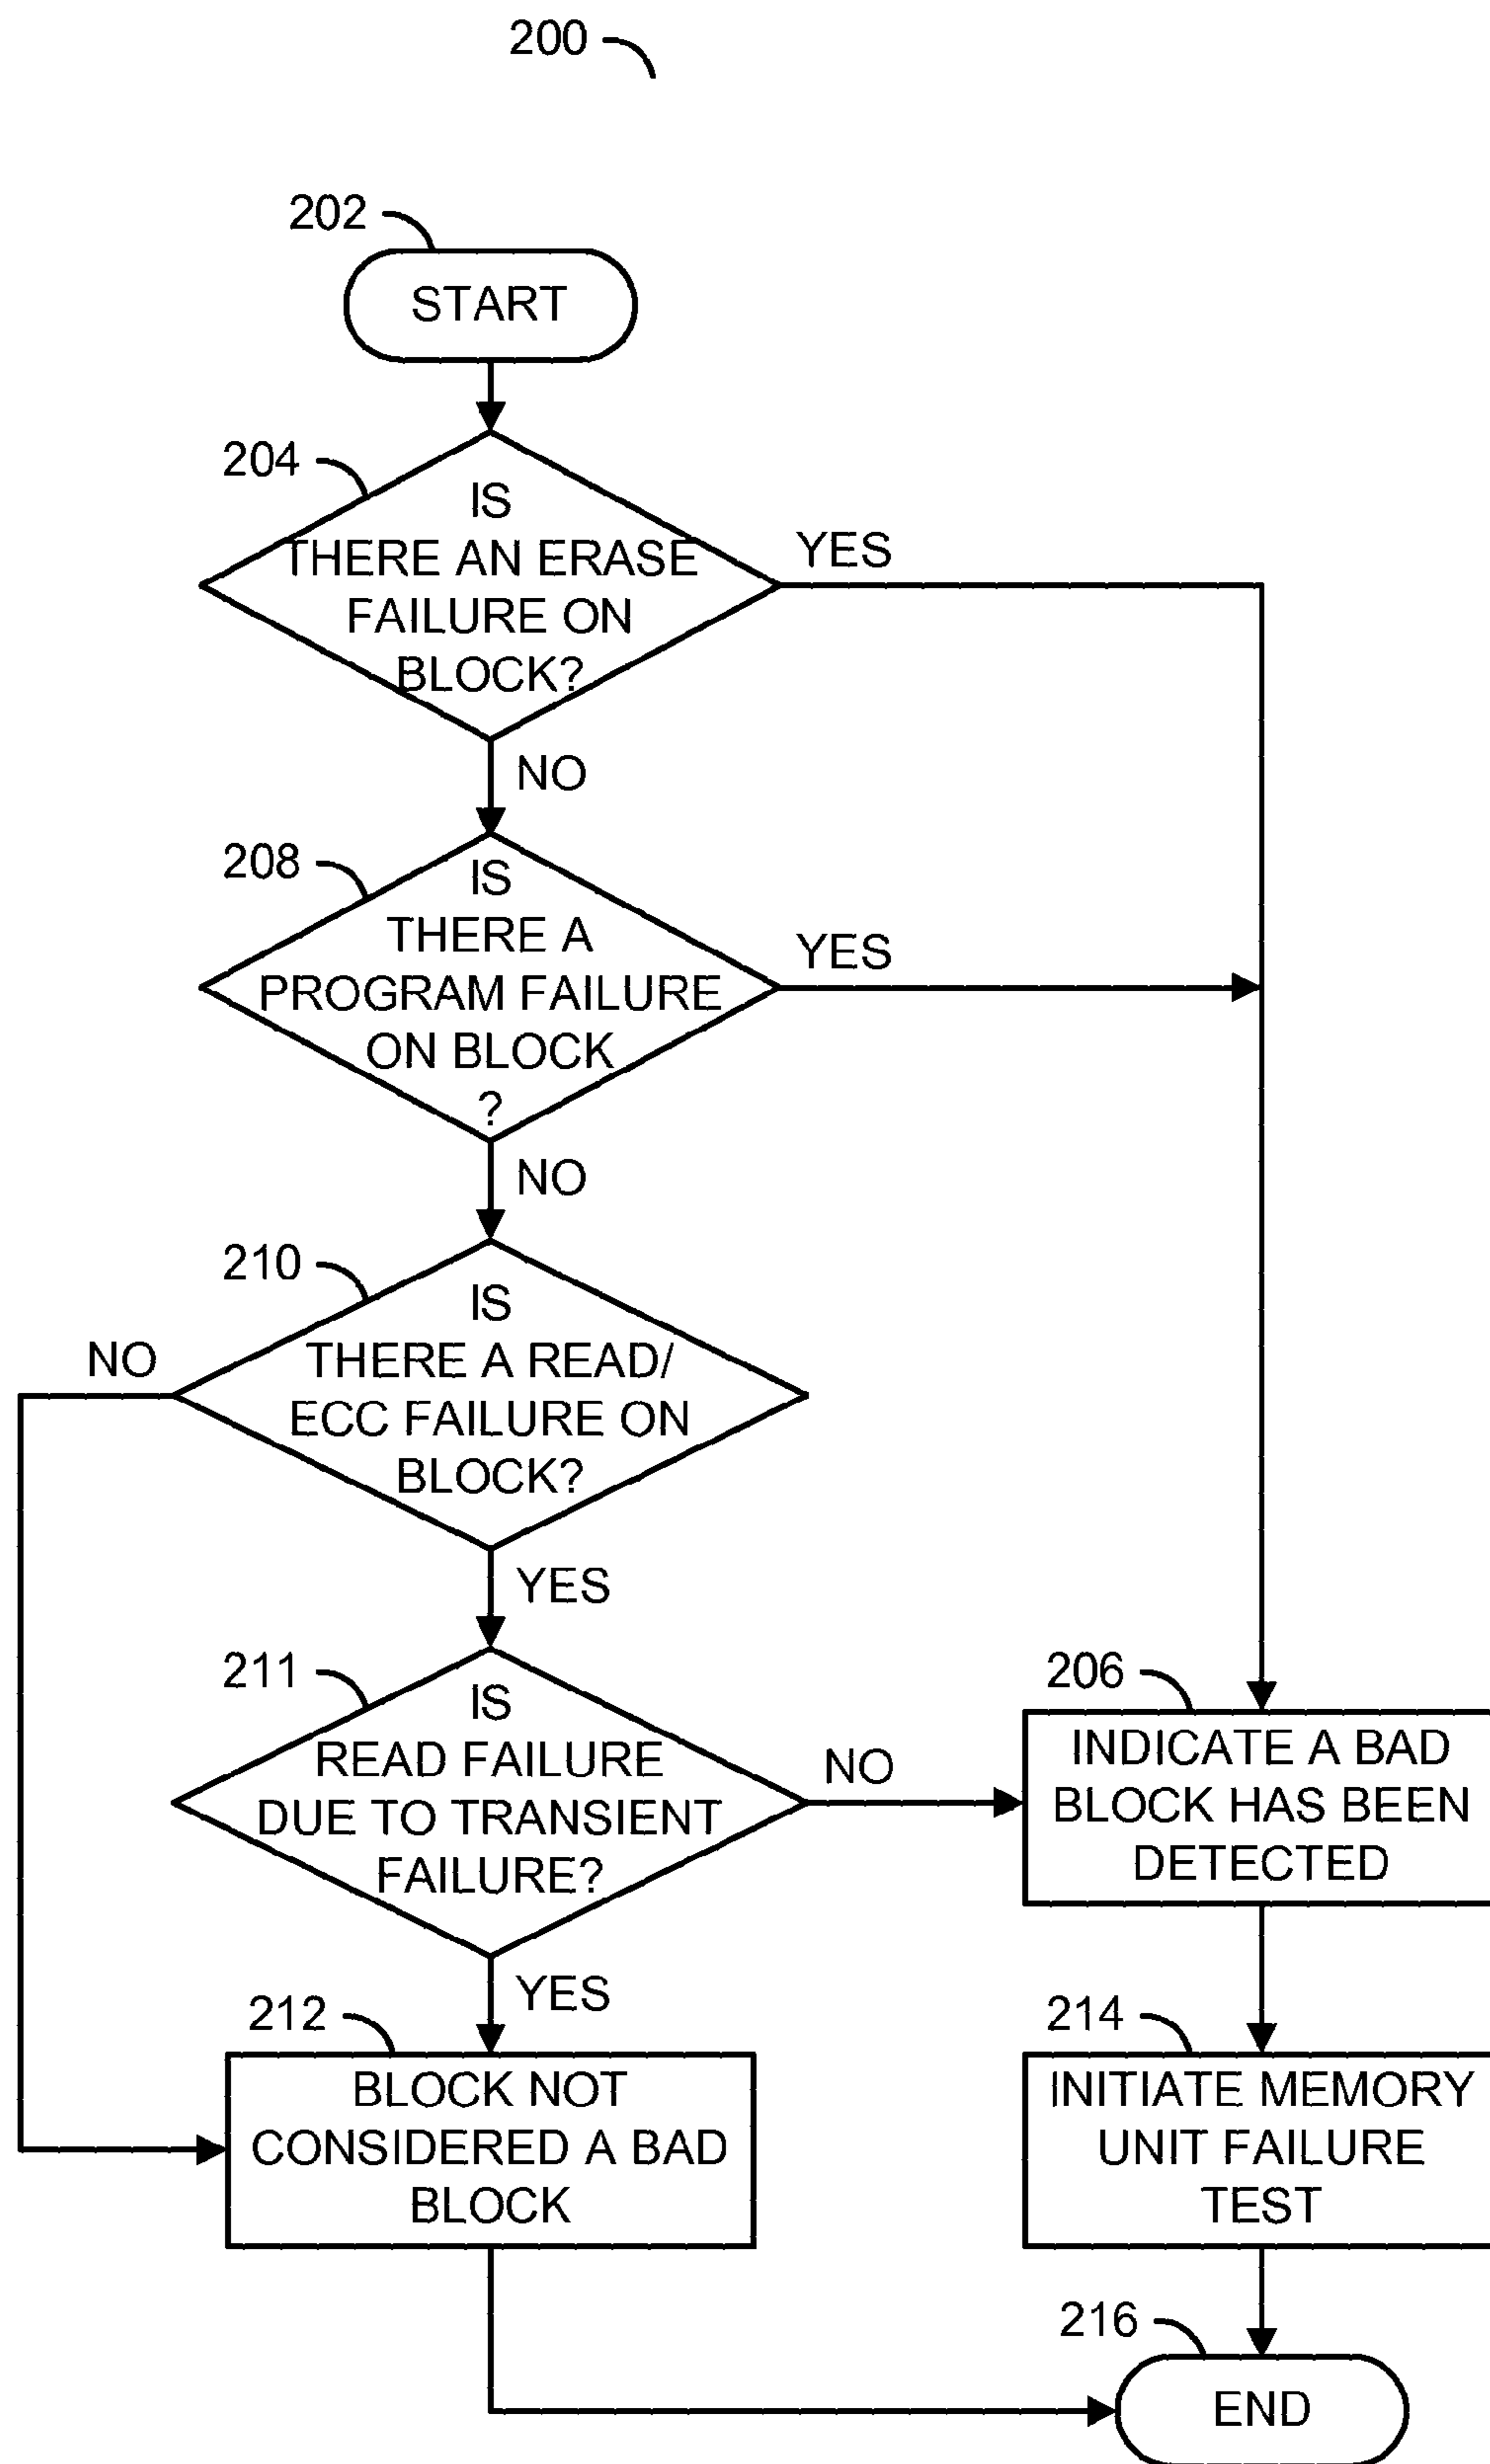 200
202
START
204
IS
THERE AN ERASE
FAILURE ON
BLOCK?
YES
NO
208
IS
THERE A
PROGRAM FAILURE
ON BLOCK
?
YES
NO
210
IS
THERE A READ/
ECC FAILURE ON
BLOCK?
NO
YES
211
IS
READ FAILURE
DUE TO TRANSIENT
FAILURE?
NO
YES
206
INDICATE A BAD
BLOCK HAS BEEN
DETECTED
212
BLOCK NOT
CONSIDERED A BAD
BLOCK
214
INITIATE MEMORY
UNIT FAILURE
TEST
216
END